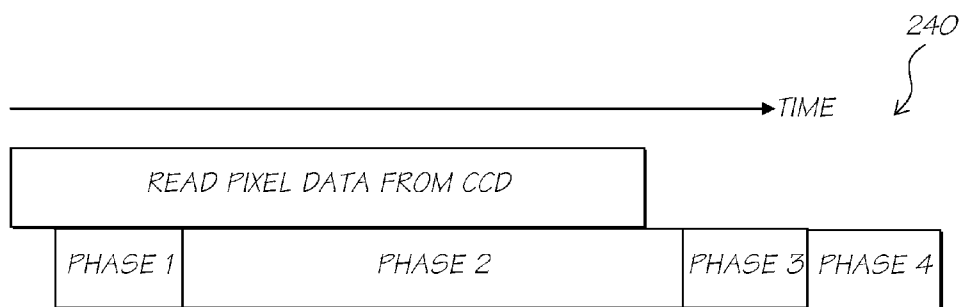 240
TIME
READ PIXEL DATA FROM CCD
PHASE 1 PHASE 2 PHASE 3 PHASE 4